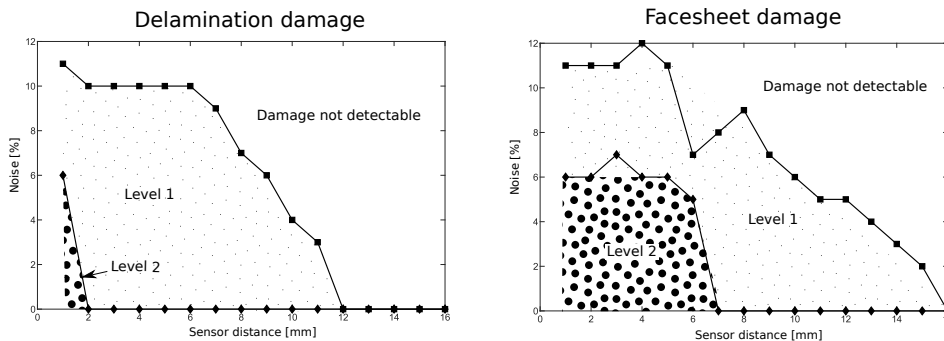 Delamination damage
12
10
8
6
4
2
0
Noise [%]
Damage not detectable
Level 1
Level 2
0 2 4 6 8 10 12 14 16
Sensor distance [mm]
Facesheet damage
12
10
8
6
4
2
0
Noise [%]
Damage not detectable
Level 1
Level 2
0 2 4 6 8 10 12 14 16
Sensor distance [mm]